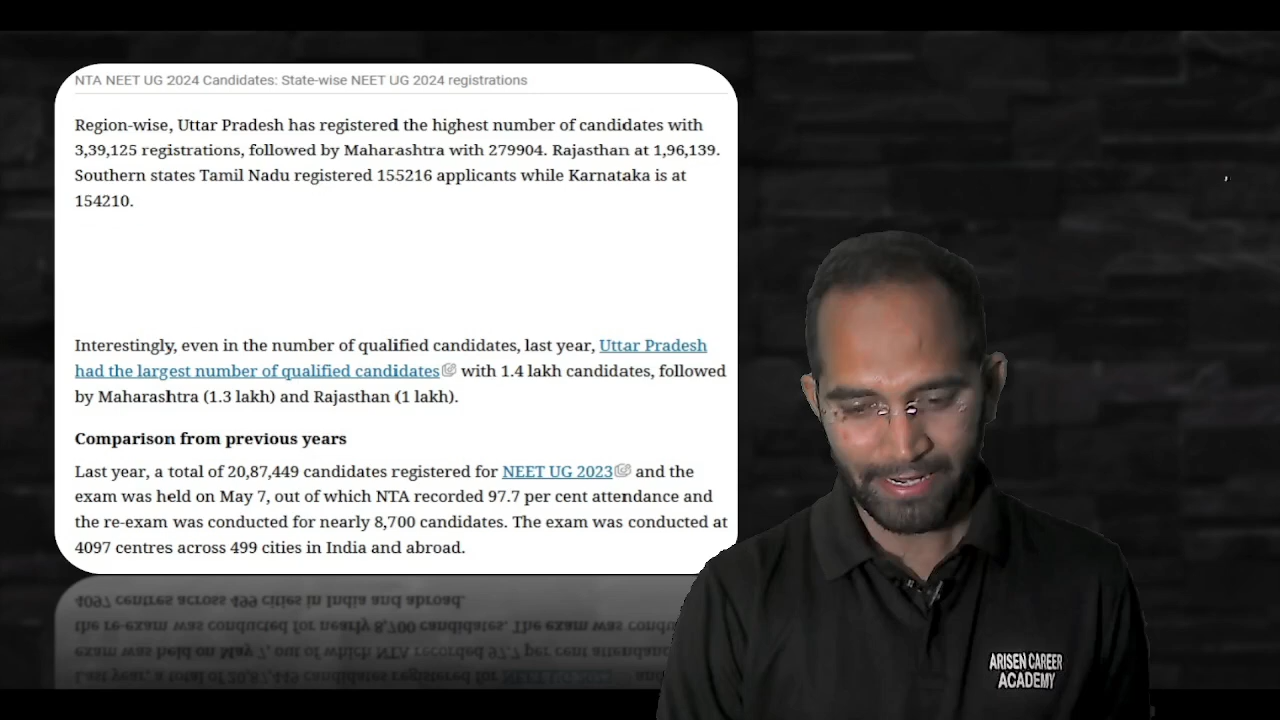 NTA NEET UG 2024 Candidates: State-wise NEET UG 2024 registrations
Region-wise, Uttar Pradesh has registered the highest number of candidates with
3,39,125 registrations, followed by Maharashtra with 279904. Rajasthan at 1,96,139.
Southern states Tamil Nadu registered 155216 applicants while Karnataka is at
154210.
Interestingly, even in the number of qualified candidates, last year, Uttar Pradesh
had the largest number of qualified candidates with 1.4 lakh candidates, followed
by Maharashtra (1.3 lakh) and Rajasthan (1 lakh).
Comparison from previous years
Last year, a total of 20,87,449 candidates registered for NEET UG 2023 and the
exam was held on May 7, out of which NTA recorded 97.7 per cent attendance and
the re-exam was conducted for nearly 8,700 candidates. The exam was conducted at
4097 centres across 499 cities in India and abroad.
ARISEN CAREER
ACADEMY